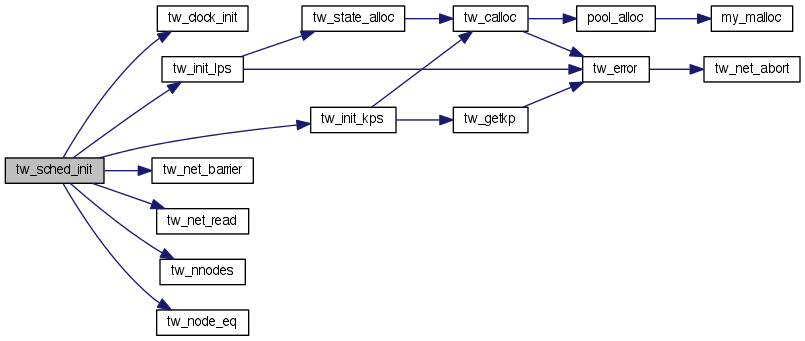 tw_clock_init
tw_state_alloc
tw_calloc
pool_alloc
my_malloc
tw_init_lps
tw_error
tw_net_abort
tw_init_kps
tw_getkp
tw_sched_init
tw_net_barrier
tw_net_read
tw_nnodes
tw_node_eq